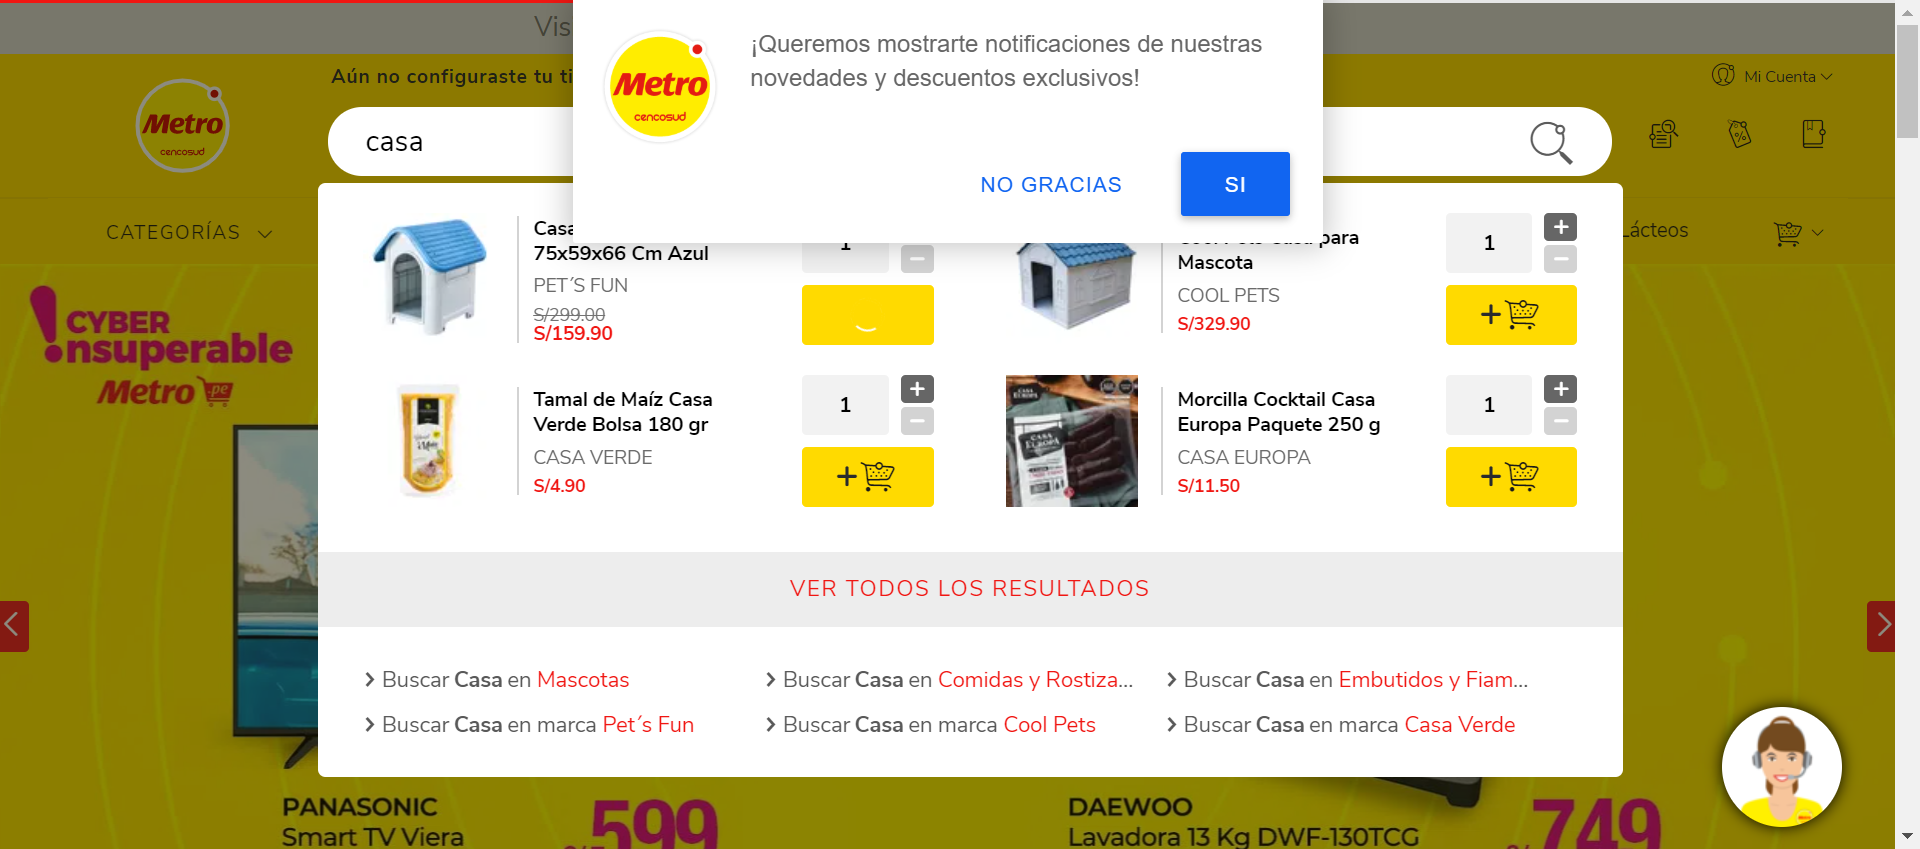 Vis
¡Queremos mostrarte notificaciones de nuestras
novedades y descuentos exclusivos!
Metro
cencosud
NO GRACIAS
SI
Aún no configuraste tu ti
Mi Cuenta
Metro
cencosud
casa
CATEGORÍAS
Lácteos
Casa
75x59x66 Cm Azul
PET´S FUN
S/299.00
S/159.90
1
Cool Pets Casa para
Mascota
COOL PETS
S/329.90
1
Tamal de Maíz Casa
Verde Bolsa 180 gr
CASA VERDE
S/4.90
1
Morcilla Cocktail Casa
Europa Paquete 250 g
CASA EUROPA
S/11.50
1
CASA
EUROPA
VER TODOS LOS RESULTADOS
Buscar Casa en Mascotas
Buscar Casa en Comidas y Rostiza...
Buscar Casa en Embutidos y Fiam...
Buscar Casa en marca Pet´s Fun
Buscar Casa en marca Cool Pets
Buscar Casa en marca Casa Verde
CYBER
!nsuperable
Metro pe
PANASONIC
Smart TV Viera
599
DAEWOO
Lavadora 13 Kg DWF-130TCG
S/ 749